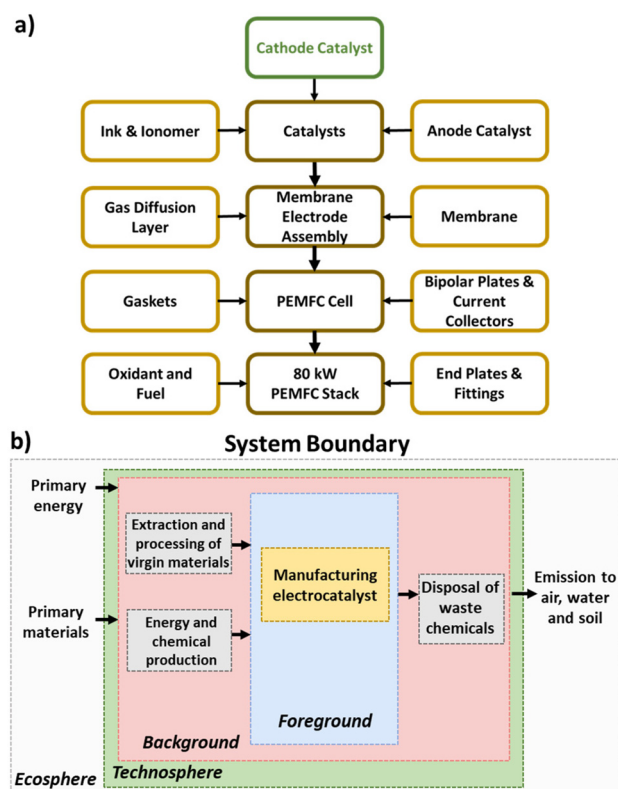 a)
Cathode Catalyst
Ink & Ionomer
Catalysts
Anode Catalyst
Gas Diffusion
Layer
Membrane
Electrode
Assembly
Membrane
Gaskets
PEMFC Cell
Bipolar Plates &
Current
Collectors
Oxidant and
Fuel
80 kW
PEMFC Stack
End Plates &
Fittings
b)
System Boundary
Primary
energy
Extraction and
processing of
virgin materials
Manufacturing
electrocatalyst
Disposal of
waste
chemicals
Emission to
air, water
and soil
Primary
materials
Energy and
chemical
production
Foreground
Background
Ecosphere
Technosphere